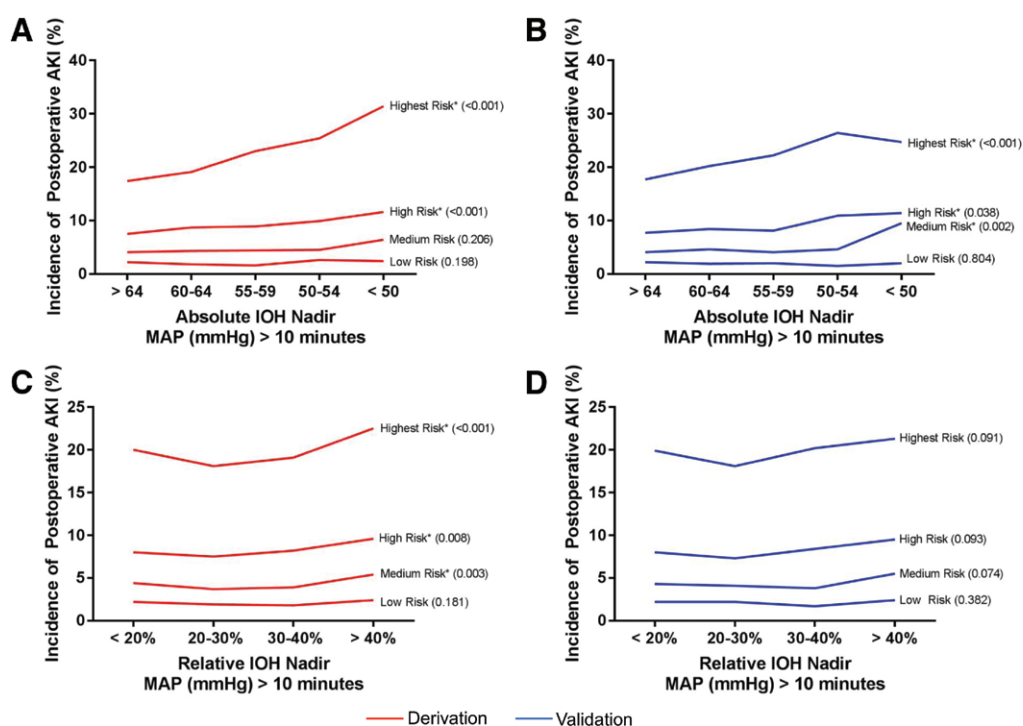 A
Incidence of Postoperative AKI (%)
40
30
20
10
0
Highest Risk* (<0.001)
High Risk* (<0.001)
Medium Risk (0.206)
Low Risk (0.198)
> 64 60-64 55-59 50-54 < 50
Absolute IOH Nadir
MAP (mmHg) > 10 minutes
B
Incidence of Postoperative AKI (%)
40
30
20
10
0
Highest Risk* (<0.001)
High Risk* (0.038)
Medium Risk* (0.002)
Low Risk (0.804)
> 64 60-64 55-59 50-54 < 50
Absolute IOH Nadir
MAP (mmHg) > 10 minutes
C
Incidence of Postoperative AKI (%)
25
20
15
10
5
0
Highest Risk* (<0.001)
High Risk* (0.008)
Medium Risk* (0.003)
Low Risk (0.181)
< 20% 20-30% 30-40% > 40%
Relative IOH Nadir
MAP (mmHg) > 10 minutes
D
Incidence of Postoperative AKI (%)
25
20
15
10
5
0
Highest Risk (0.091)
High Risk (0.093)
Medium Risk (0.074)
Low Risk (0.382)
< 20% 20-30% 30-40% > 40%
Relative IOH Nadir
MAP (mmHg) > 10 minutes
Derivation Validation